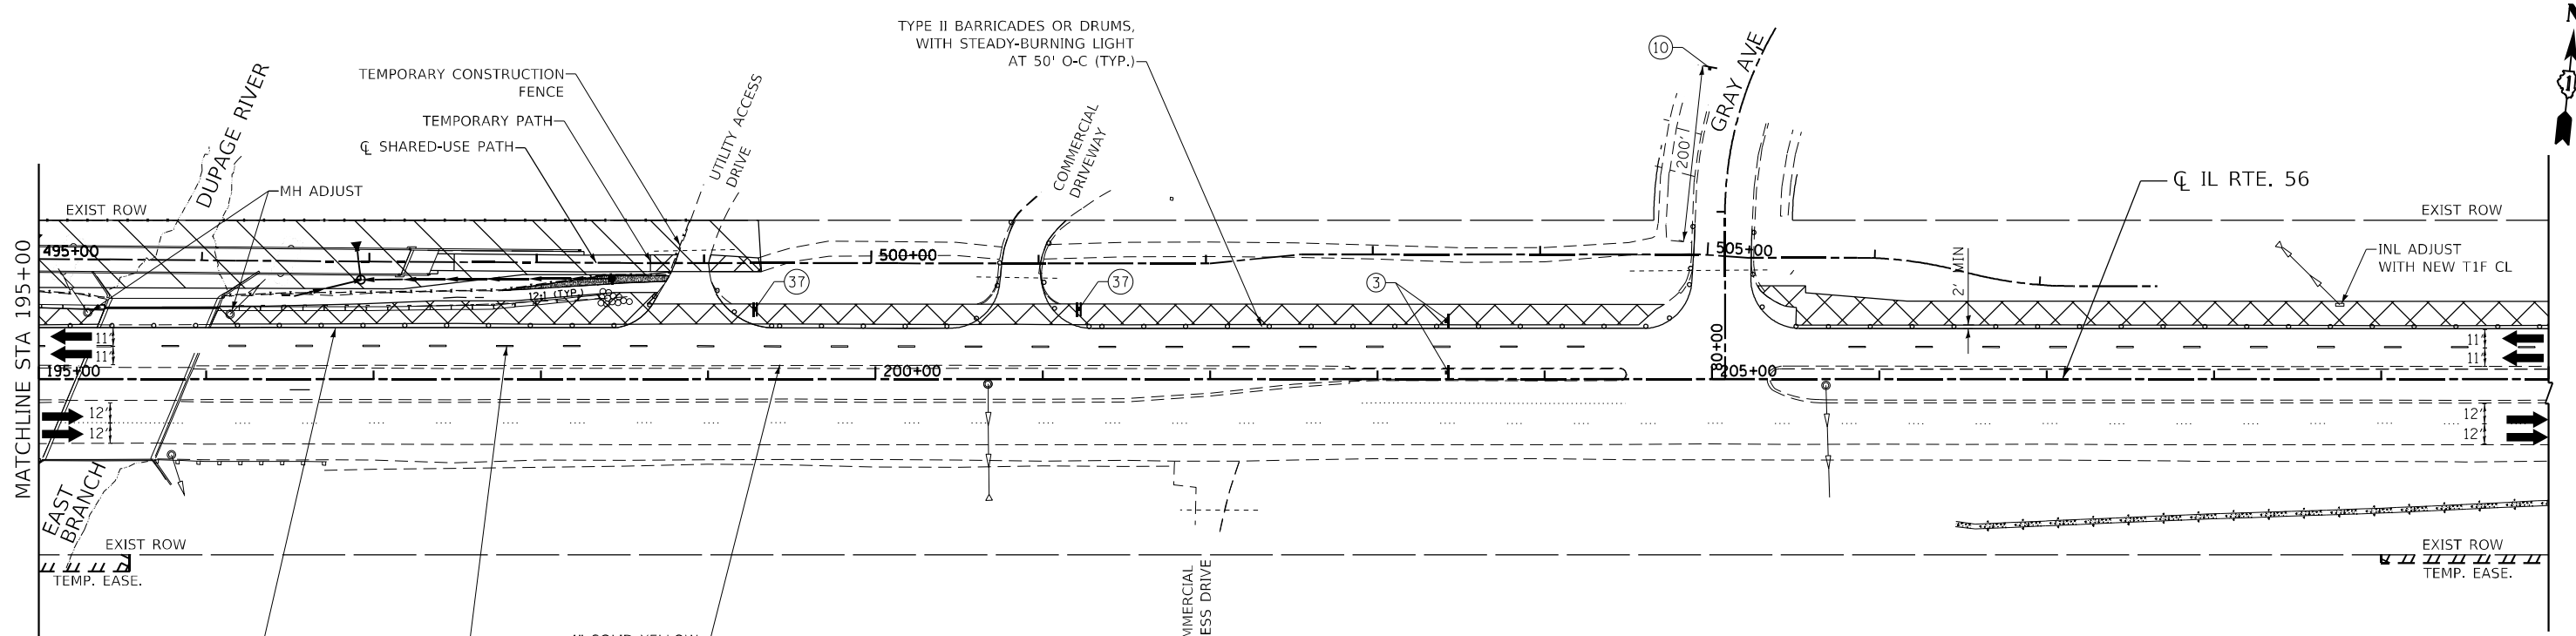 TYPE II BARRICADES OR DRUMS,
WITH STEADY-BURNING LIGHT
AT 50' O-C (TYP.)
10
N
1
GRAY AVE
TEMPORARY CONSTRUCTION
FENCE
TEMPORARY PATH
℄ SHARED-USE PATH
DUPAGE RIVER
UTILITY ACCESS
DRIVE
COMMERCIAL
DRIVEWAY
200'
℄ IL RTE. 56
MH ADJUST
EXIST ROW
EXIST ROW
495+00
500+00
505+00
2' MIN
INL ADJUST
WITH NEW T1F CL
37
37
3
12:1 (TYP.)
MATCHLINE STA 195+00
11'
11'
11'
11'
80+00
195+00
200+00
205+00
12'
12'
12'
12'
EAST
BRANCH
EXIST ROW
EXIST ROW
TEMP. EASE.
TEMP. EASE.